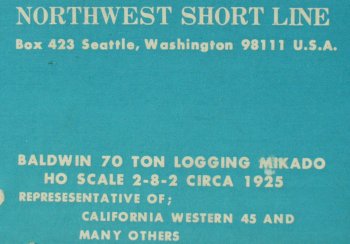 NORTHWEST SHORT LINE
Box 423 Seattle, Washington 98111 U.S.A.
BALDWIN 70 TON LOGGING MIKADO
HO SCALE 2-8-2 CIRCA 1925
REPRESESETATIVE OF;
CALIFORNIA WESTERN 45 AND
MANY OTHERS